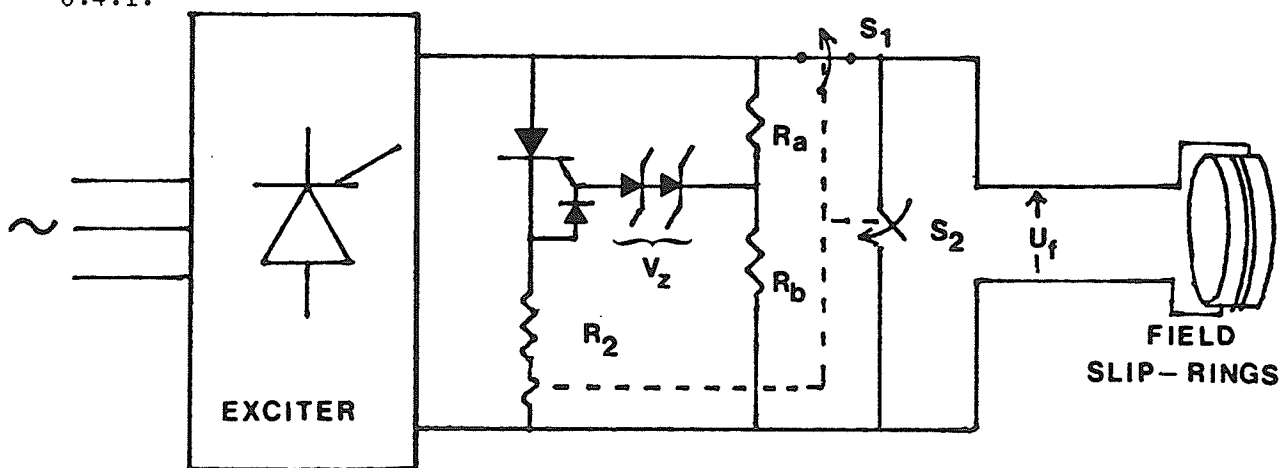 S1
Ra
Vz
Rb
S2
Uf
R2
~
EXCITER
FIELD
SLIP-RINGS